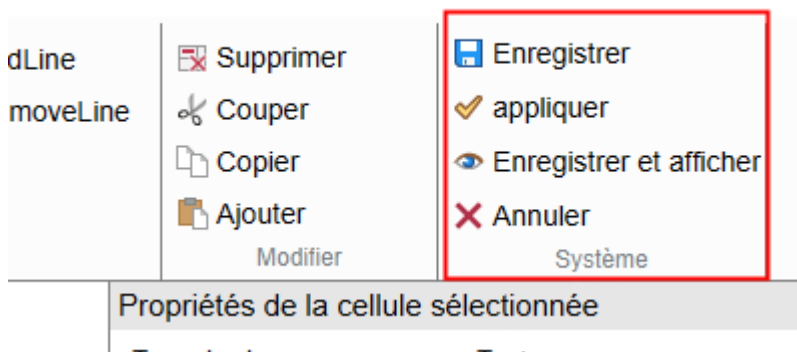 dLine
moveLine
Supprimer
Couper
Copier
Ajouter
Modifier
Enregistrer
appliquer
Enregistrer et afficher
Annuler
Système
Propriétés de la cellule sélectionnée